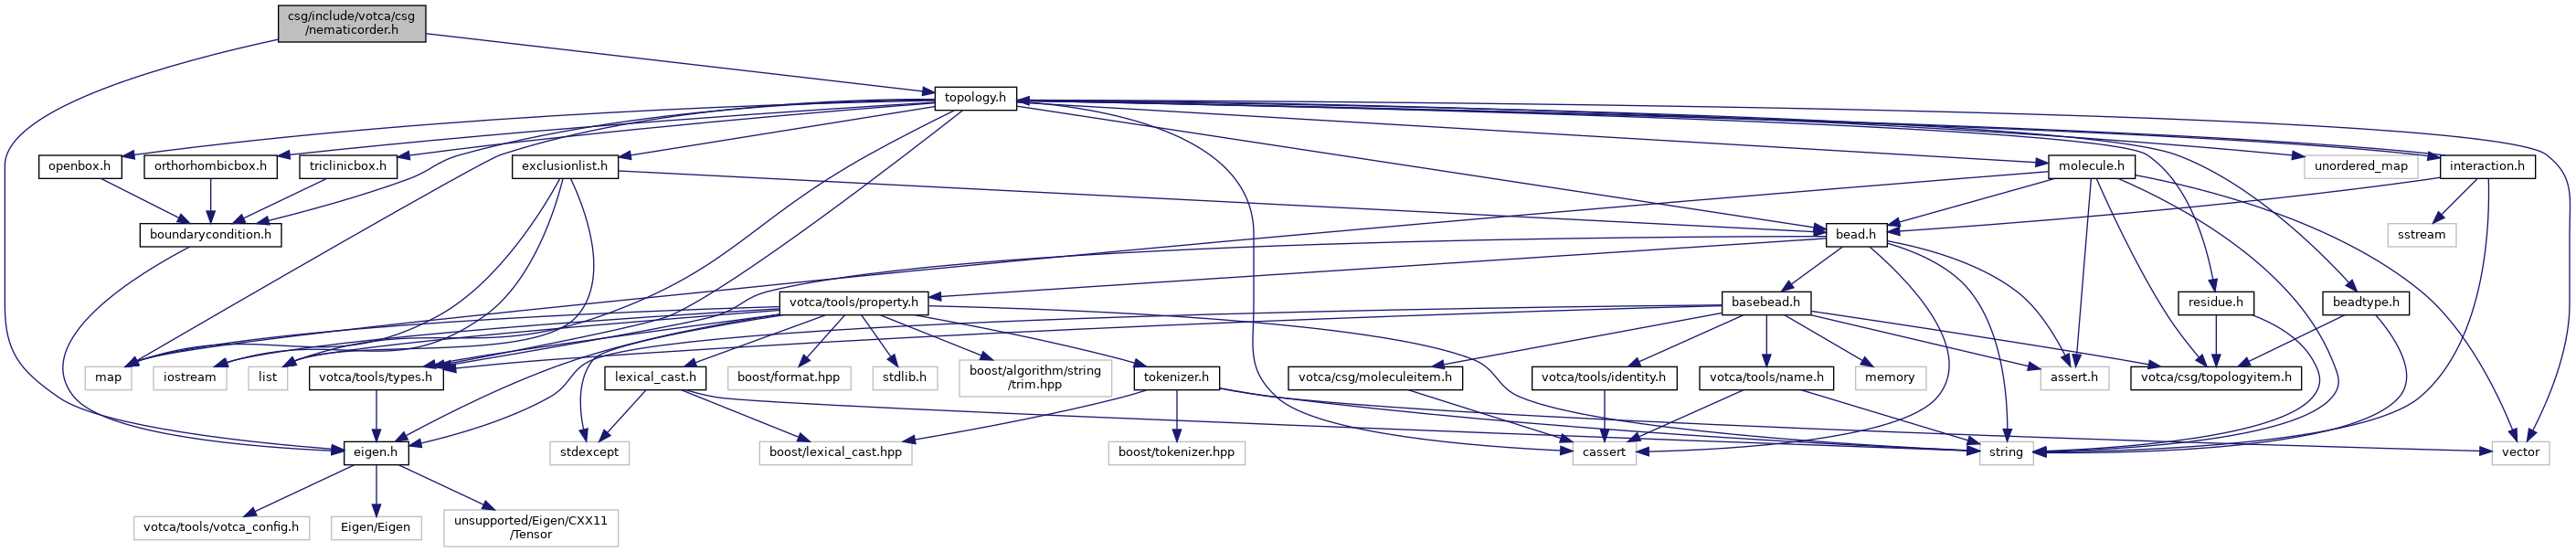 csg/include/votca/csg
/nematicorder.h
topology.h
openbox.h
orthorhombicbox.h
triclinicbox.h
exclusionlist.h
molecule.h
unordered_map
interaction.h
boundarycondition.h
bead.h
sstream
votca/tools/property.h
basebead.h
residue.h
beadtype.h
map
iostream
list
votca/tools/types.h
lexical_cast.h
boost/format.hpp
stdlib.h
boost/algorithm/string
/trim.hpp
tokenizer.h
votca/csg/moleculeitem.h
votca/tools/identity.h
votca/tools/name.h
memory
assert.h
votca/csg/topologyitem.h
eigen.h
stdexcept
boost/lexical_cast.hpp
boost/tokenizer.hpp
cassert
string
vector
votca/tools/votca_config.h
Eigen/Eigen
unsupported/Eigen/CXX11
/Tensor